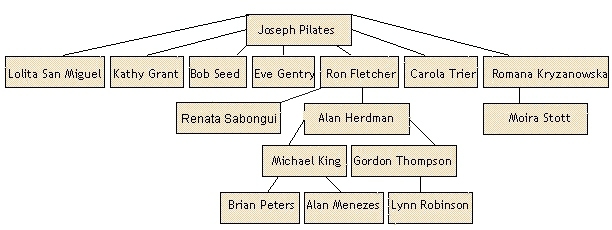 Joseph Pilates
Lolita San Miguel
Kathy Grant
Bob Seed
Eve Gentry
Ron Fletcher
Carola Trier
Romana Kryzanowska
Renata Sabongui
Alan Herdman
Moira Stott
Michael King
Gordon Thompson
Brian Peters
Alan Menezes
Lynn Robinson